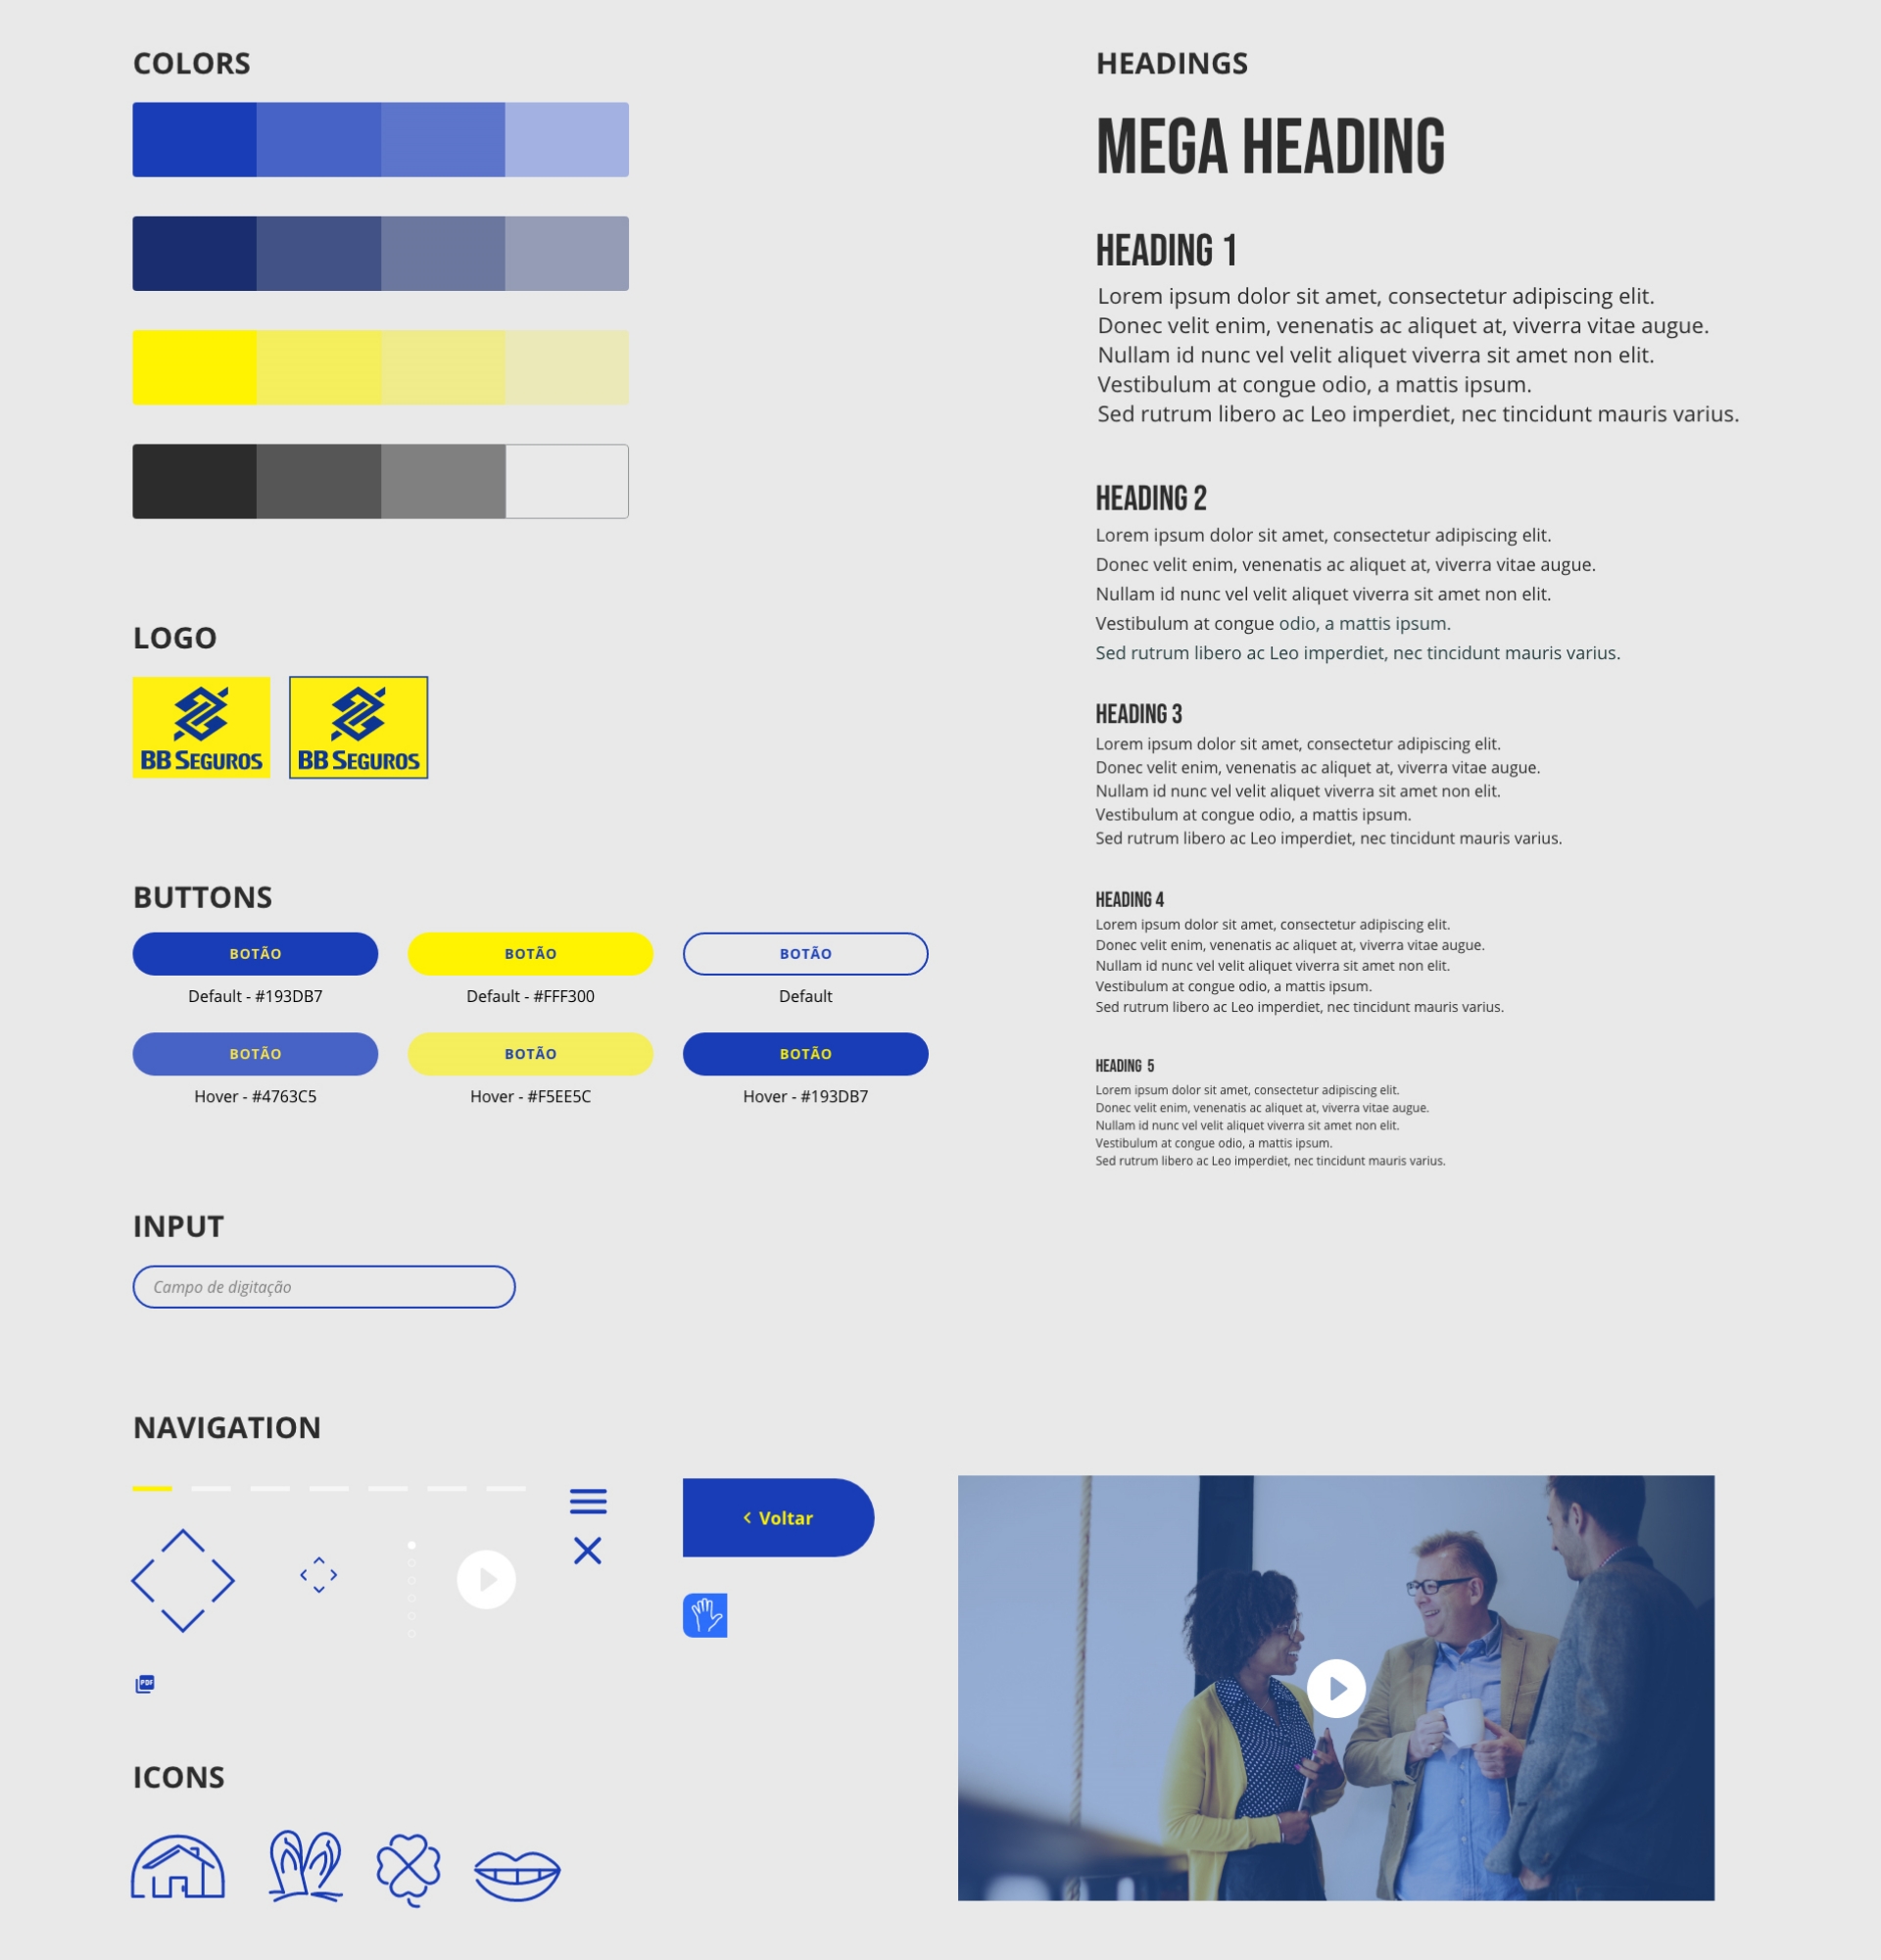 COLORS
LOGO
BB SEGUROS
BB SEGUROS
BUTTONS
BOTÃO
BOTÃO
BOTÃO
Default - #193DB7
Default - #FFF300
Default
BOTÃO
BOTÃO
BOTÃO
Hover - #4763C5
Hover - #F5EE5C
Hover - #193DB7
INPUT
Campo de digitação
NAVIGATION
‹ Voltar
PDF
ICONS
HEADINGS
MEGA HEADING
HEADING 1
Lorem ipsum dolor sit amet, consectetur adipiscing elit.
Donec velit enim, venenatis ac aliquet at, viverra vitae augue.
Nullam id nunc vel velit aliquet viverra sit amet non elit.
Vestibulum at congue odio, a mattis ipsum.
Sed rutrum libero ac Leo imperdiet, nec tincidunt mauris varius.
HEADING 2
Lorem ipsum dolor sit amet, consectetur adipiscing elit.
Donec velit enim, venenatis ac aliquet at, viverra vitae augue.
Nullam id nunc vel velit aliquet viverra sit amet non elit.
Vestibulum at congue odio, a mattis ipsum.
Sed rutrum libero ac Leo imperdiet, nec tincidunt mauris varius.
HEADING 3
Lorem ipsum dolor sit amet, consectetur adipiscing elit.
Donec velit enim, venenatis ac aliquet at, viverra vitae augue.
Nullam id nunc vel velit aliquet viverra sit amet non elit.
Vestibulum at congue odio, a mattis ipsum.
Sed rutrum libero ac Leo imperdiet, nec tincidunt mauris varius.
HEADING 4
Lorem ipsum dolor sit amet, consectetur adipiscing elit.
Donec velit enim, venenatis ac aliquet at, viverra vitae augue.
Nullam id nunc vel velit aliquet viverra sit amet non elit.
Vestibulum at congue odio, a mattis ipsum.
Sed rutrum libero ac Leo imperdiet, nec tincidunt mauris varius.
HEADING 5
Lorem ipsum dolor sit amet, consectetur adipiscing elit.
Donec velit enim, venenatis ac aliquet at, viverra vitae augue.
Nullam id nunc vel velit aliquet viverra sit amet non elit.
Vestibulum at congue odio, a mattis ipsum.
Sed rutrum libero ac Leo imperdiet, nec tincidunt mauris varius.